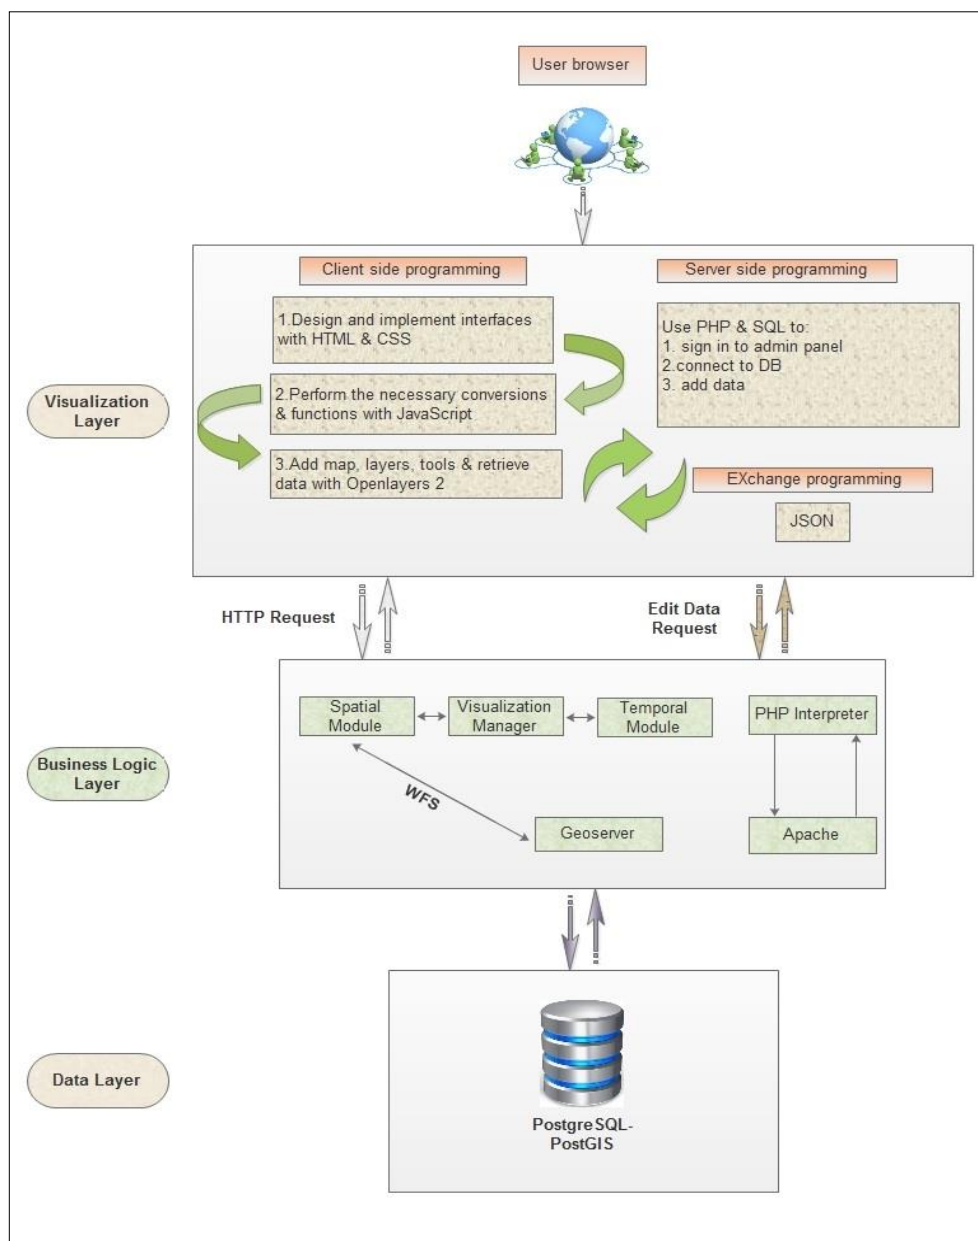 User browser
Client side programming
Server side programming
1.Design and implement interfaces
with HTML & CSS
2.Perform the necessary conversions
& functions with JavaScript
3.Add map, layers, tools & retrieve
data with Openlayers 2
Use PHP & SQL to:
1. sign in to admin panel
2.connect to DB
3. add data
EXchange programming
JSON
Visualization
Layer
HTTP Request
Edit Data
Request
Spatial
Module
Visualization
Manager
Temporal
Module
PHP Interpreter
WFS
Geoserver
Apache
Business Logic
Layer
Data Layer
PostgreSQL-
PostGIS